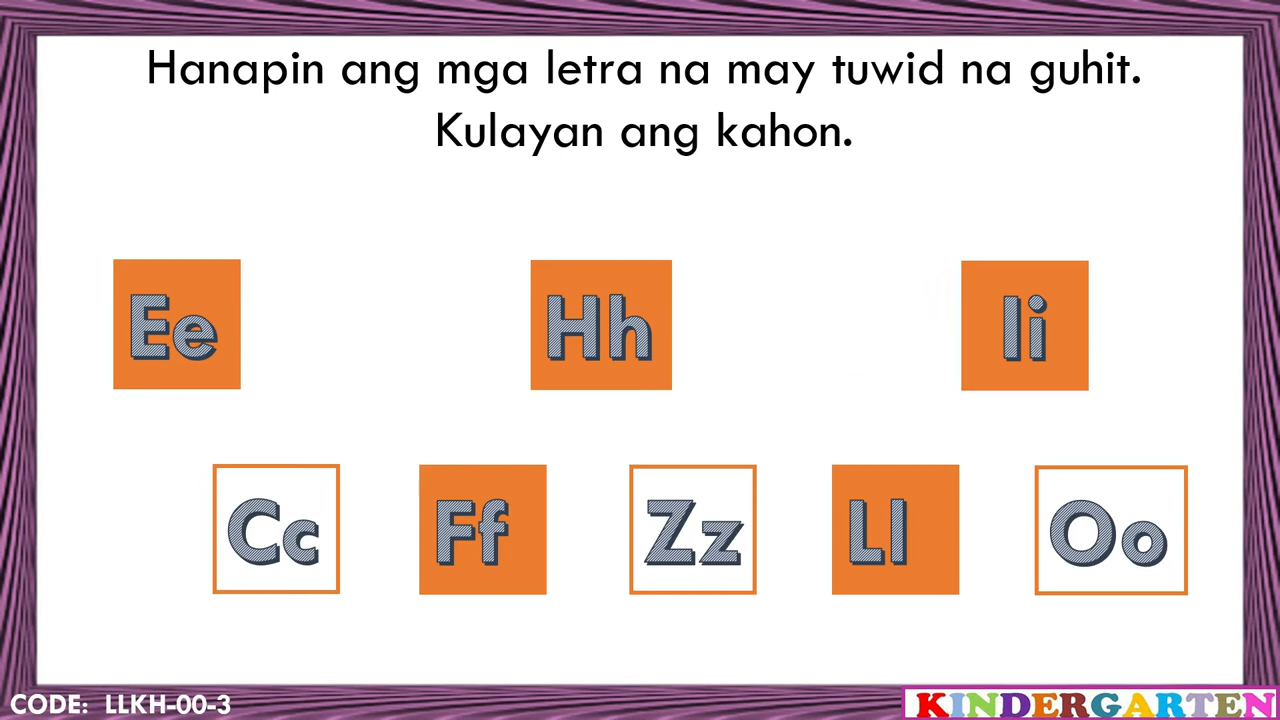 Hanapin ang mga letra na may tuwid na guhit.
Kulayan ang kahon.
Ee Hh Ii
Cc Ff Zz Ll Oo
CODE: LLKH-00-3
KINDERGARTEN